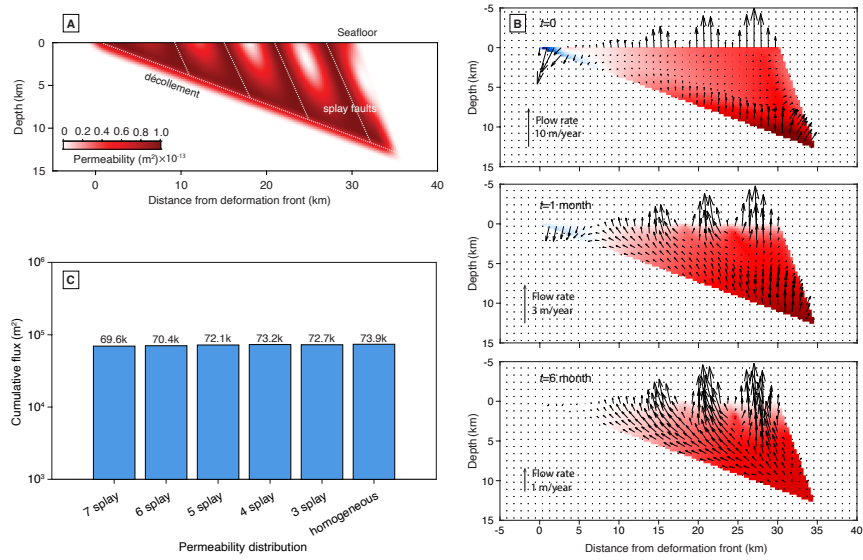 A
Seafloor
0
5
10
15
Depth (km)
décollement
splay faults
0 0.2 0.4 0.6 0.8 1.0
Permeability (m²)×10⁻¹³
0 10 20 30 40
Distance from deformation front (km)
B
t=0
-5
0
5
10
15
Depth (km)
Flow rate
10 m/year
t=1 month
-5
0
5
10
15
Depth (km)
Flow rate
3 m/year
t=6 month
-5
0
5
10
15
Depth (km)
Flow rate
1 m/year
-5 0 5 10 15 20 25 30 35 40
Distance from deformation front (km)
C
10⁶
10⁵
10⁴
10³
Cumulative flux (m²)
69.6k 70.4k 72.1k 73.2k 72.7k 73.9k
7 splay 6 splay 5 splay 4 splay 3 splay homogeneous
Permeability distribution